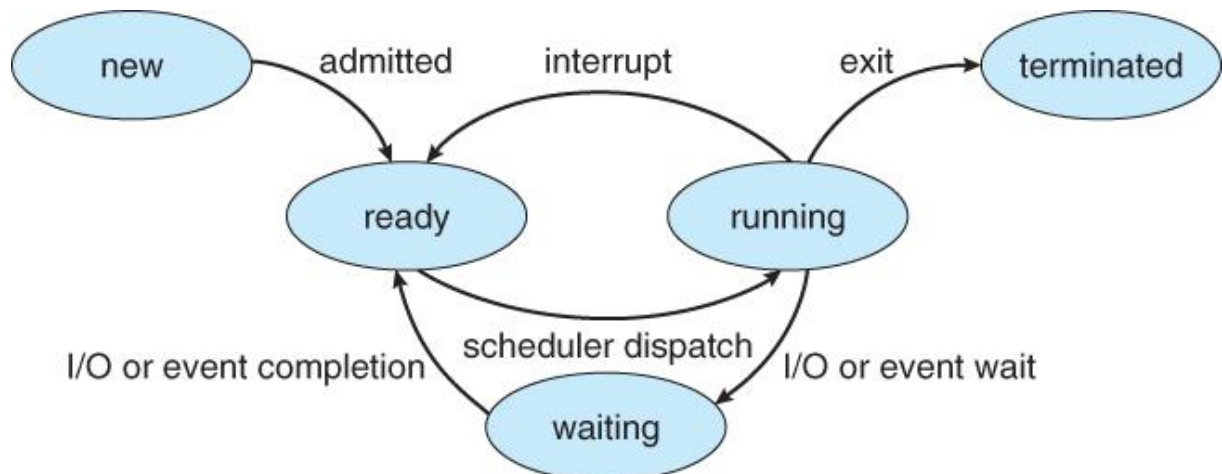 new
admitted
interrupt
exit
terminated
ready
running
scheduler dispatch
I/O or event completion
I/O or event wait
waiting